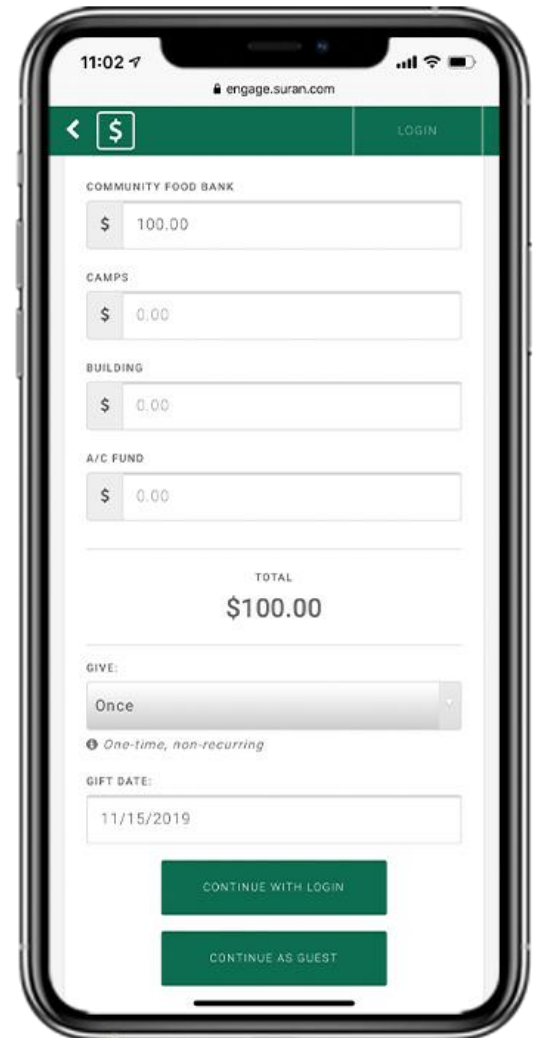 11:02
engage.suran.com
$
LOGIN
COMMUNITY FOOD BANK
$ 100.00
CAMPS
$ 0.00
BUILDING
$ 0.00
A/C FUND
$ 0.00
TOTAL
$100.00
GIVE:
Once
One-time, non-recurring
GIFT DATE:
11/15/2019
CONTINUE WITH LOGIN
CONTINUE AS GUEST